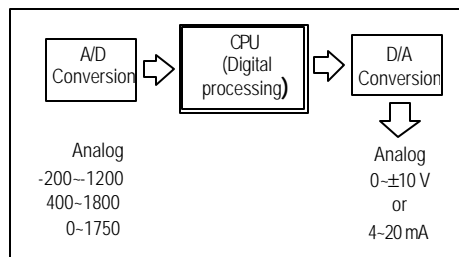 A/D
Conversion
CPU
(Digital
processing)
D/A
Conversion
Analog
-200~-1200
400~1800
0~1750
Analog
0~±10 V
or
4~20 mA